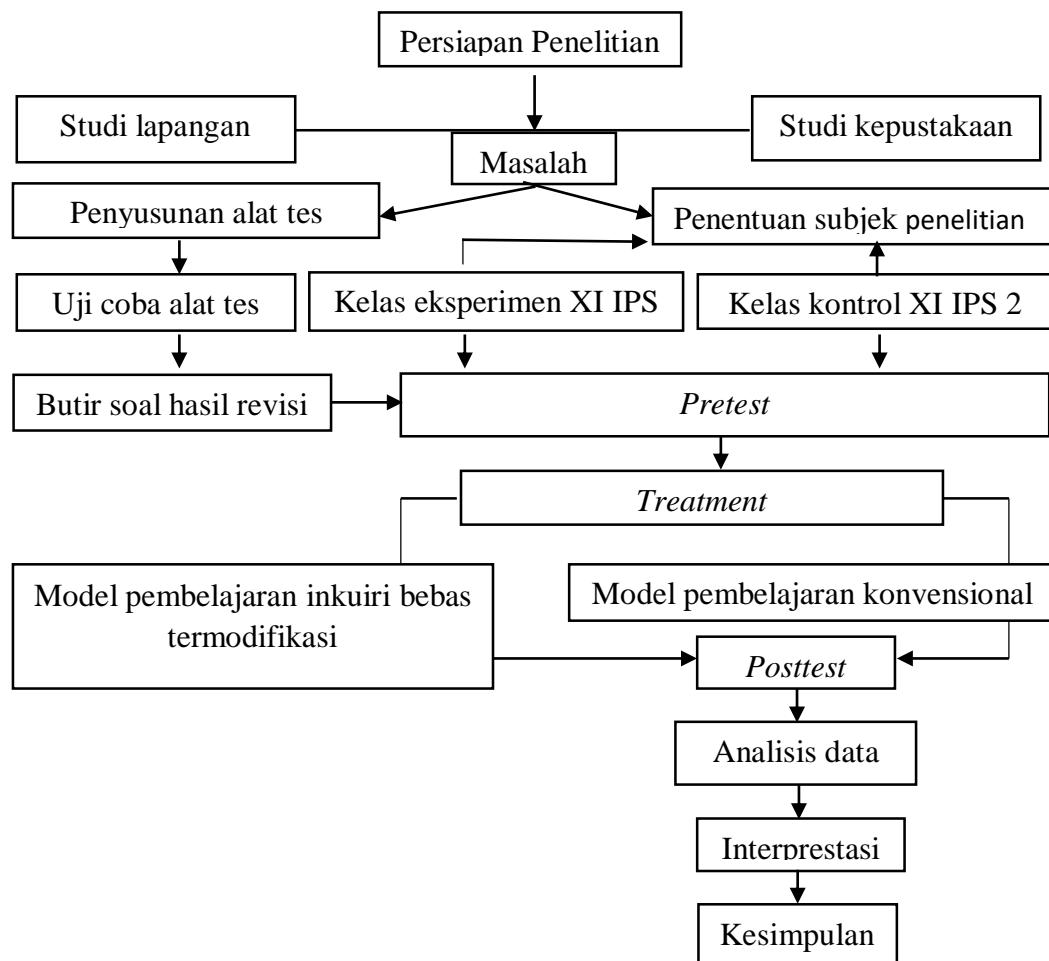 Persiapan Penelitian
Studi lapangan
Studi kepustakaan
Masalah
Penyusunan alat tes
Penentuan subjek penelitian
Uji coba alat tes
Kelas eksperimen XI IPS
Kelas kontrol XI IPS 2
Butir soal hasil revisi
Pretest
Treatment
Model pembelajaran inkuiri bebas
termodifikasi
Model pembelajaran konvensional
Posttest
Analisis data
Interprestasi
Kesimpulan